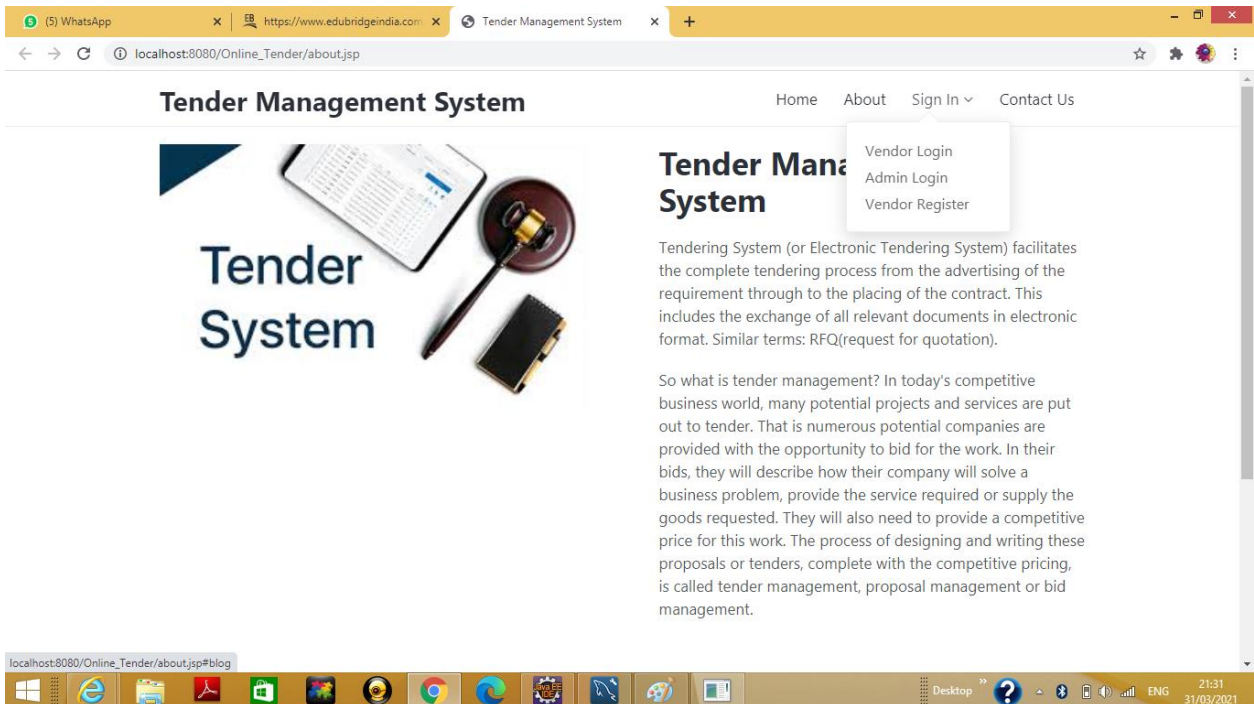 (5) WhatsApp
https://www.edubridgeindia.com
Tender Management System
localhost:8080/Online_Tender/about.jsp
Tender Management System
Home About Sign In Contact Us
Vendor Login
Admin Login
Vendor Register
Tender
System
Tender Mana
System
Tendering System (or Electronic Tendering System) facilitates
the complete tendering process from the advertising of the
requirement through to the placing of the contract. This
includes the exchange of all relevant documents in electronic
format. Similar terms: RFQ(request for quotation).
So what is tender management? In today's competitive
business world, many potential projects and services are put
out to tender. That is numerous potential companies are
provided with the opportunity to bid for the work. In their
bids, they will describe how their company will solve a
business problem, provide the service required or supply the
goods requested. They will also need to provide a competitive
price for this work. The process of designing and writing these
proposals or tenders, complete with the competitive pricing,
is called tender management, proposal management or bid
management.
localhost:8080/Online_Tender/about.jsp#blog
Java EE
IDE
Desktop
ENG
21:31
31/03/2021